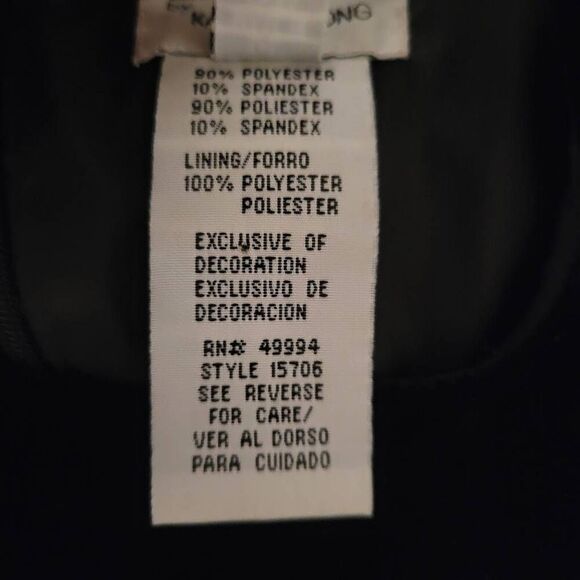 90% POLYESTER
10% SPANDEX
90% POLIESTER
10% SPANDEX
LINING/FORRO
100% POLYESTER
POLIESTER
EXCLUSIVE OF
DECORATION
EXCLUSIVO DE
DECORACION
RN# 49994
STYLE 15706
SEE REVERSE
FOR CARE/
VER AL DORSO
PARA CUIDADO